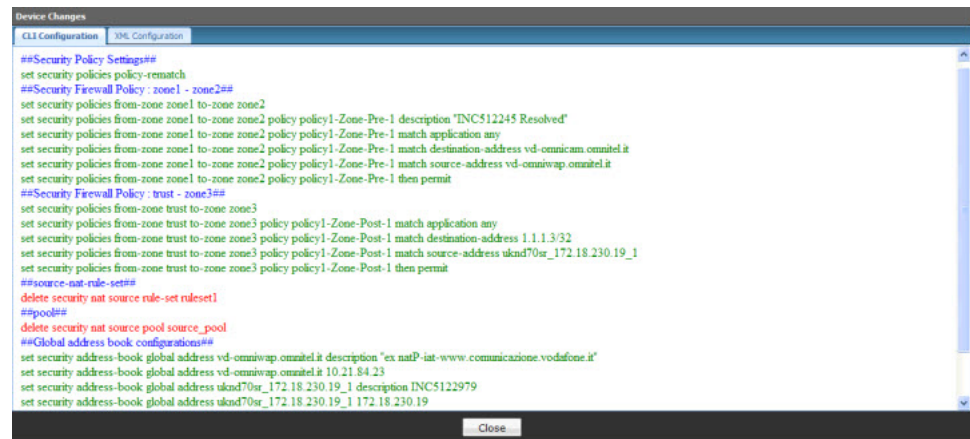 Device Changes
CLI Configuration XML Configuration
##Security Policy Settings##
set security policies policy-rematch
##Security Firewall Policy : zone1 - zone2##
set security policies from-zone zone1 to-zone zone2
set security policies from-zone zone1 to-zone zone2 policy policy1-Zone-Pre-1 description "INC512245 Resolved"
set security policies from-zone zone1 to-zone zone2 policy policy1-Zone-Pre-1 match application any
set security policies from-zone zone1 to-zone zone2 policy policy1-Zone-Pre-1 match destination-address vd-omnicam.omnitel.it
set security policies from-zone zone1 to-zone zone2 policy policy1-Zone-Pre-1 match source-address vd-omniwap.omnitel.it
set security policies from-zone zone1 to-zone zone2 policy policy1-Zone-Pre-1 then permit
##Security Firewall Policy : trust - zone3##
set security policies from-zone trust to-zone zone3
set security policies from-zone trust to-zone zone3 policy policy1-Zone-Post-1 match application any
set security policies from-zone trust to-zone zone3 policy policy1-Zone-Post-1 match destination-address 1.1.1.3/32
set security policies from-zone trust to-zone zone3 policy policy1-Zone-Post-1 match source-address uknd70sr_172.18.230.19_1
set security policies from-zone trust to-zone zone3 policy policy1-Zone-Post-1 then permit
##source-nat-rule-set##
delete security nat source rule-set ruleset1
##pool##
delete security nat source pool source_pool
##Global address book configurations##
set security address-book global address vd-omniwap.omnitel.it description "ex natP-iat-www.comunicazione.vodafone.it"
set security address-book global address vd-omniwap.omnitel.it 10.21.84.23
set security address-book global address uknd70sr_172.18.230.19_1 description INC5122979
set security address-book global address uknd70sr_172.18.230.19_1 172.18.230.19
Close